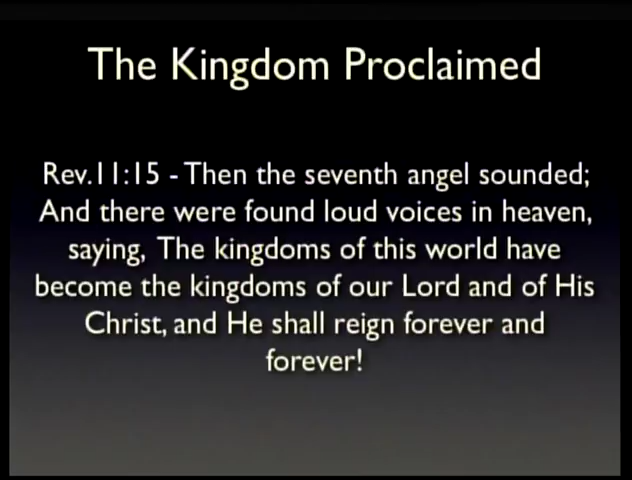 The Kingdom Proclaimed
Rev.11:15 - Then the seventh angel sounded;
And there were found loud voices in heaven,
saying, The kingdoms of this world have
become the kingdoms of our Lord and of His
Christ, and He shall reign forever and
forever!